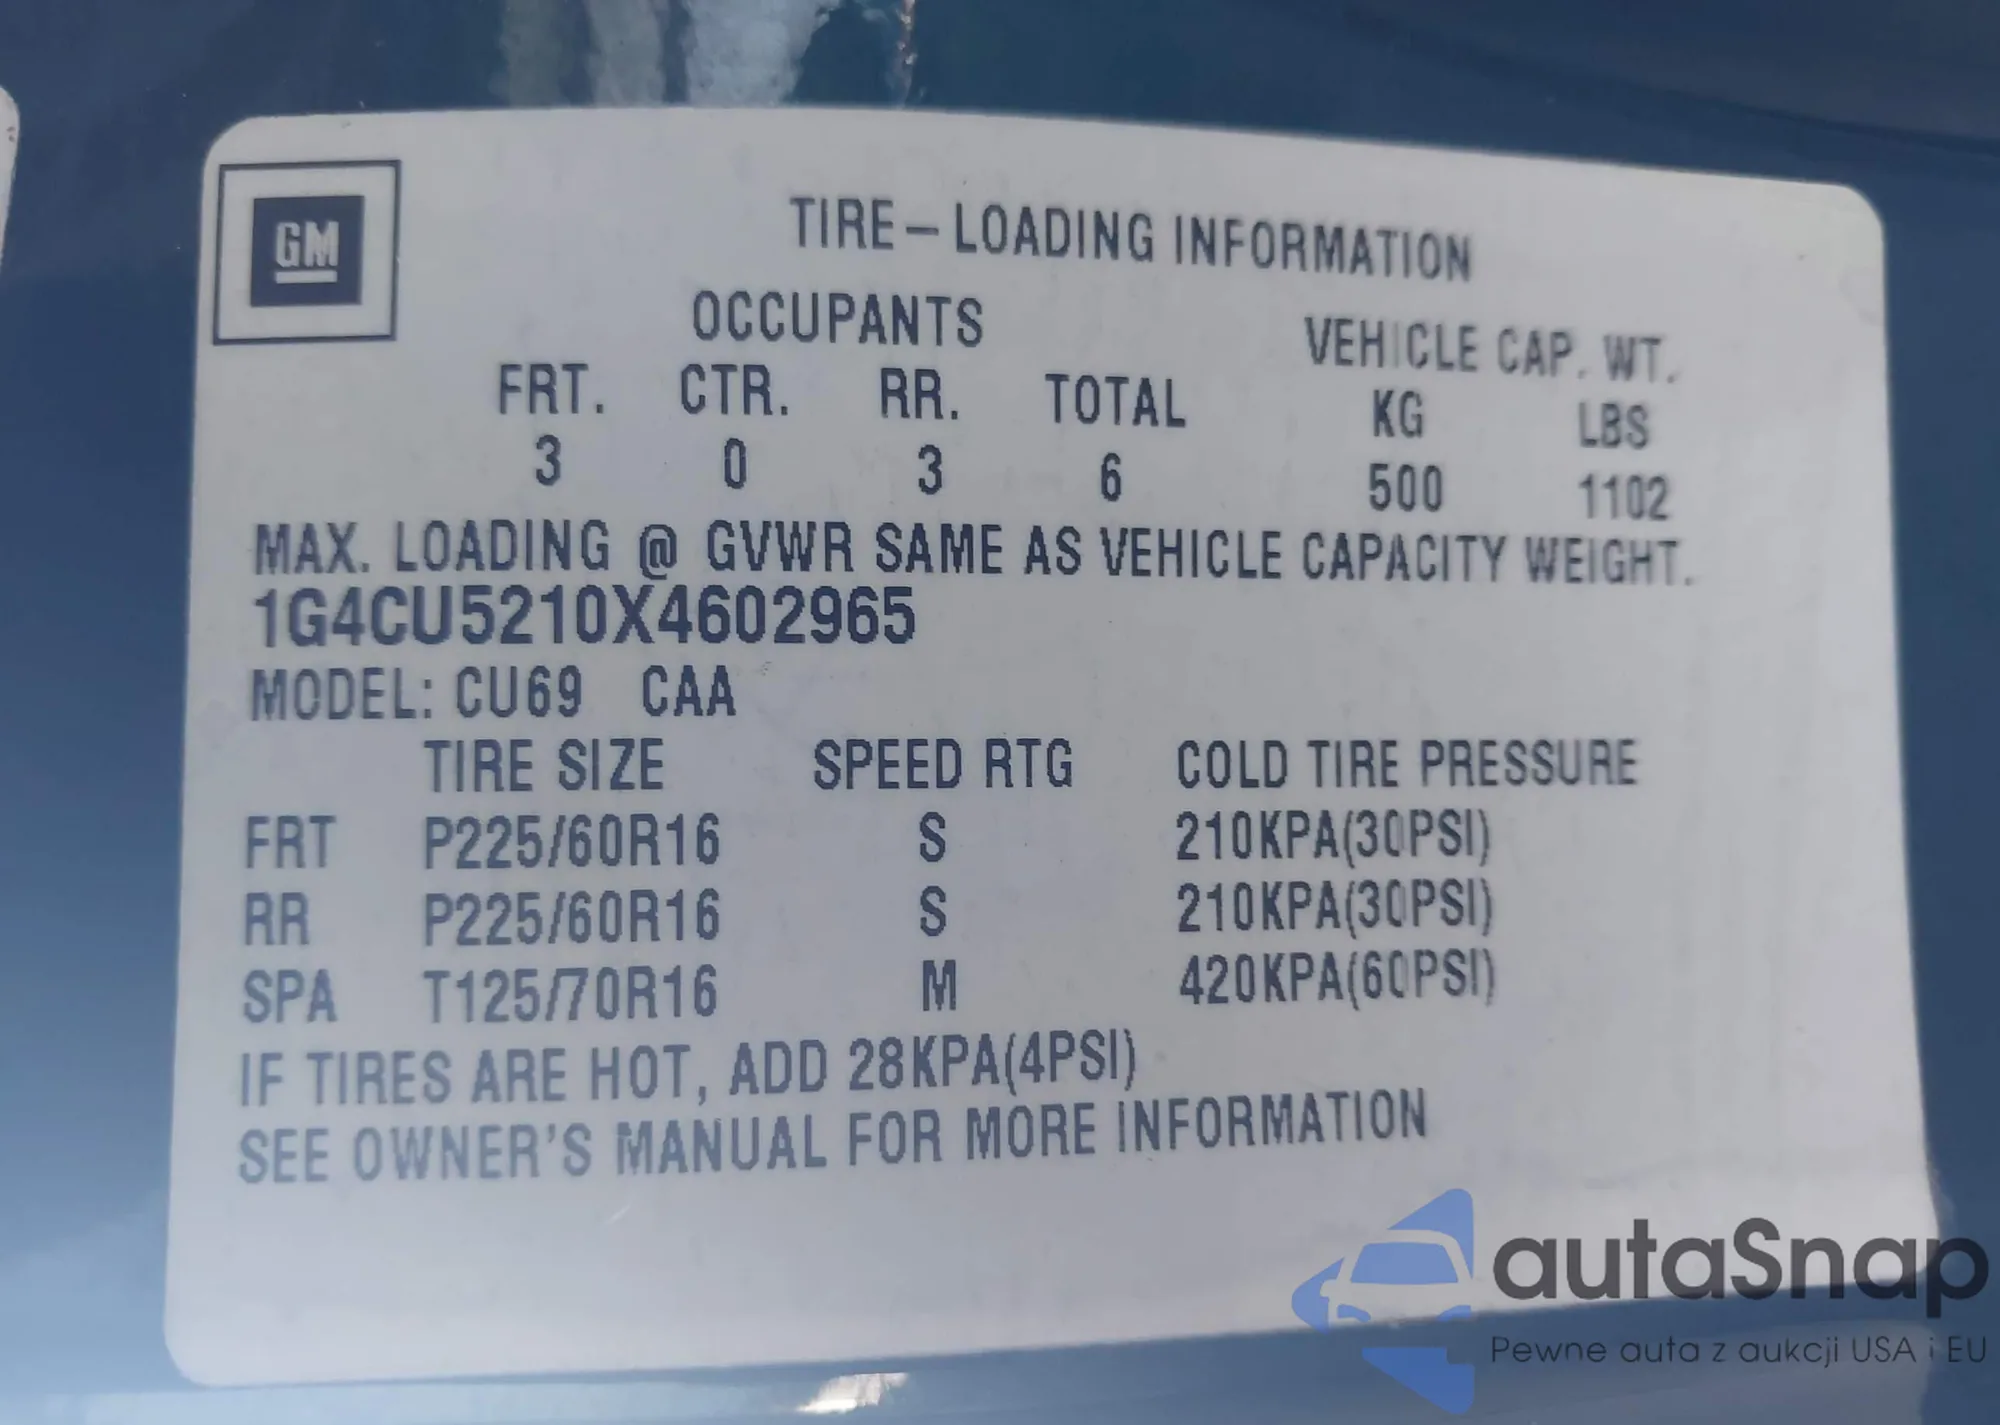 GM
TIRE – LOADING INFORMATION
OCCUPANTS VEHICLE CAP. WT.
FRT. CTR. RR. TOTAL KG LBS
3 0 3 6 500 1102
MAX. LOADING @ GVWR SAME AS VEHICLE CAPACITY WEIGHT.
1G4CU5210X4602965
MODEL: CU69 CAA
TIRE SIZE SPEED RTG COLD TIRE PRESSURE
FRT P225/60R16 S 210KPA(30PSI)
RR P225/60R16 S 210KPA(30PSI)
SPA T125/70R16 M 420KPA(60PSI)
IF TIRES ARE HOT, ADD 28KPA(4PSI)
SEE OWNER'S MANUAL FOR MORE INFORMATION
autaSnap
Pewne auta z aukcji USA i EU